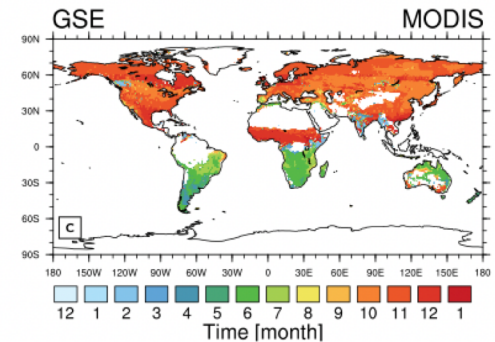 GSE MODIS
90N
60N
30N
0
30S
60S
90S
c
180 150W 120W 90W 60W 30W 0 30E 60E 90E 120E 150E 180
12 1 2 3 4 5 6 7 8 9 10 11 12 1
Time [month]